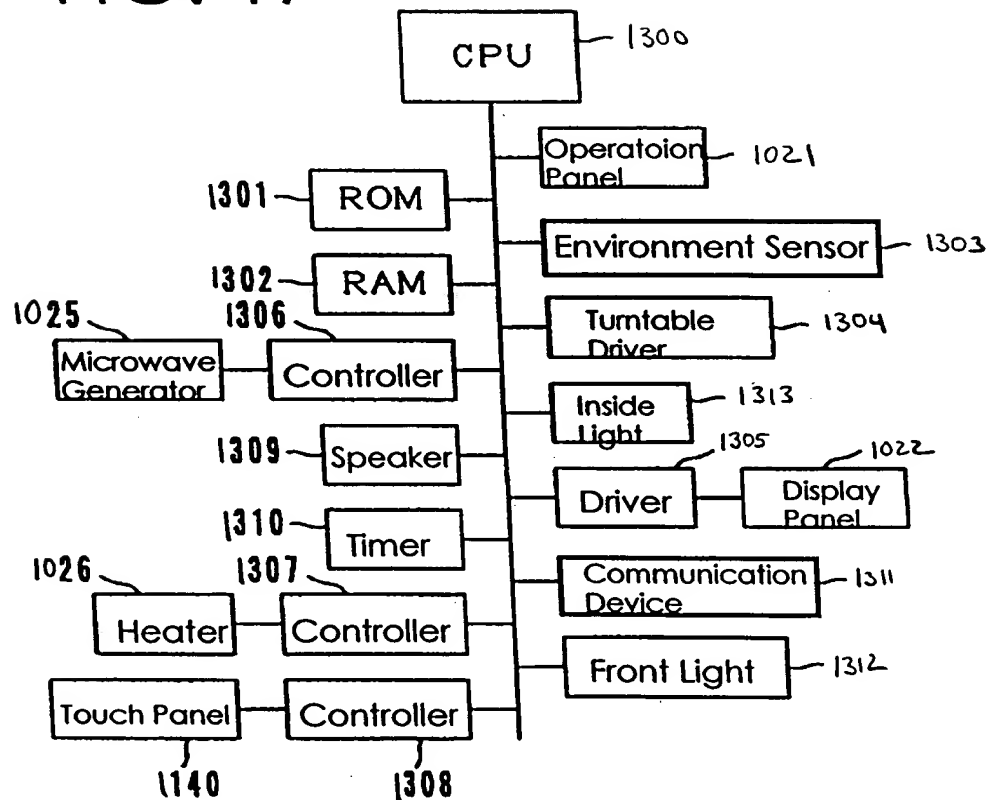 CPU
1300
Operatoion
Panel
1021
1301
ROM
Environment Sensor
1303
1302
RAM
Turntable
Driver
1304
1025
1306
Microwave
Generator
Controller
Inside
Light
1313
1309
Speaker
1305
1022
Driver
Display
Panel
1310
Timer
1026
1307
Communication
Device
1311
Heater
Controller
Front Light
1312
Touch Panel
Controller
1140
1308